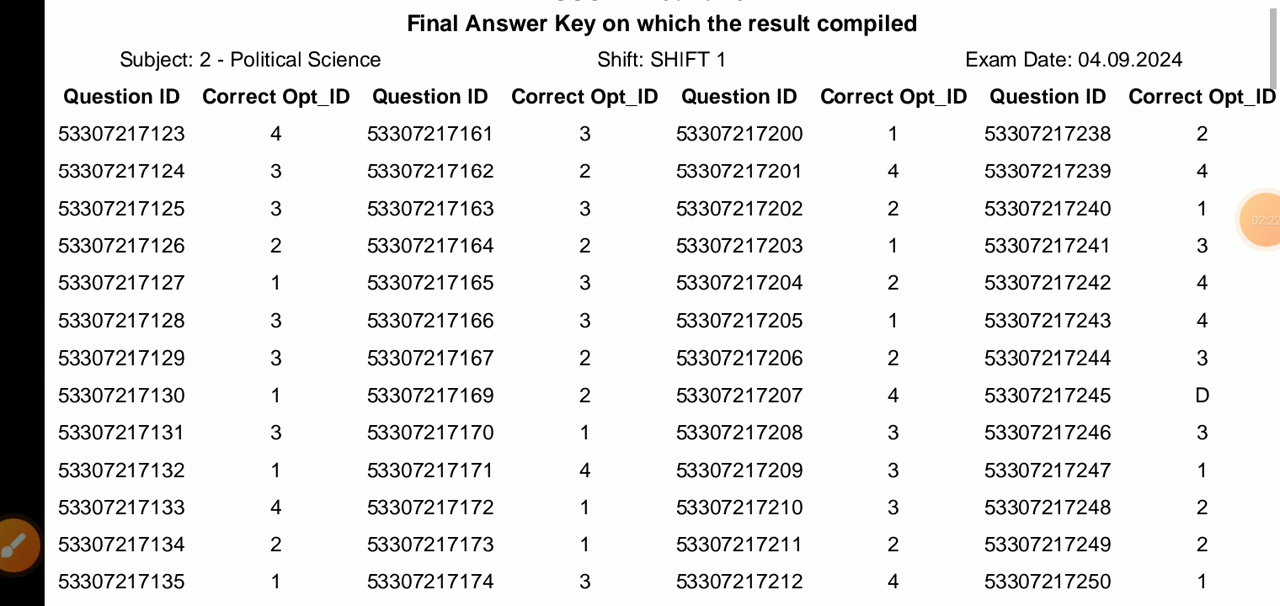 Final Answer Key on which the result compiled
Subject: 2 - Political Science Shift: SHIFT 1 Exam Date: 04.09.2024
Question ID Correct Opt_ID Question ID Correct Opt_ID Question ID Correct Opt_ID Question ID Correct Opt_ID
53307217123 4 53307217161 3 53307217200 1 53307217238 2
53307217124 3 53307217162 2 53307217201 4 53307217239 4
53307217125 3 53307217163 3 53307217202 2 53307217240 1
53307217126 2 53307217164 2 53307217203 1 53307217241 3
53307217127 1 53307217165 3 53307217204 2 53307217242 4
53307217128 3 53307217166 3 53307217205 1 53307217243 4
53307217129 3 53307217167 2 53307217206 2 53307217244 3
53307217130 1 53307217169 2 53307217207 4 53307217245 D
53307217131 3 53307217170 1 53307217208 3 53307217246 3
53307217132 1 53307217171 4 53307217209 3 53307217247 1
53307217133 4 53307217172 1 53307217210 3 53307217248 2
53307217134 2 53307217173 1 53307217211 2 53307217249 2
53307217135 1 53307217174 3 53307217212 4 53307217250 1